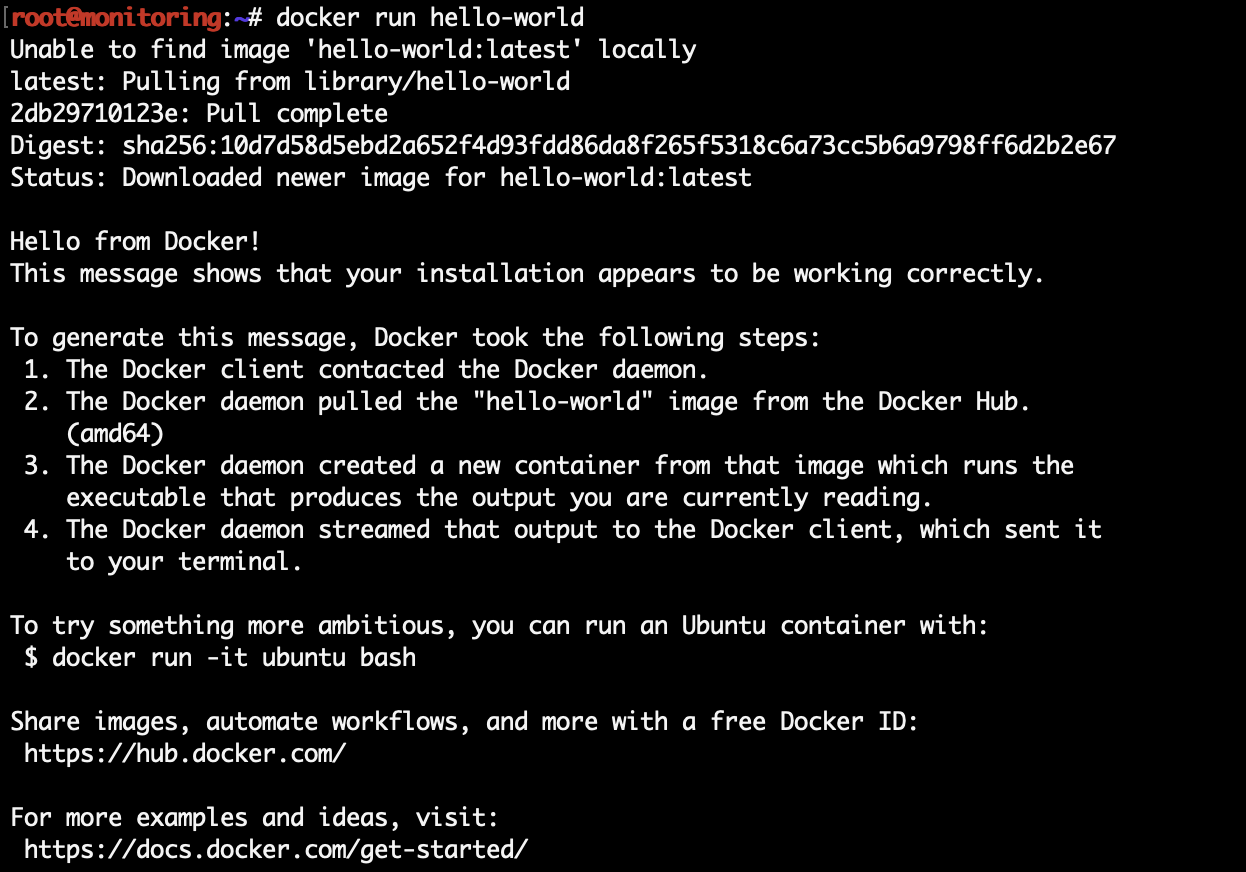 [root@monitoring:~# docker run hello-world
Unable to find image 'hello-world:latest' locally
latest: Pulling from library/hello-world
2db29710123e: Pull complete
Digest: sha256:10d7d58d5ebd2a652f4d93fdd86da8f265f5318c6a73cc5b6a9798ff6d2b2e67
Status: Downloaded newer image for hello-world:latest

Hello from Docker!
This message shows that your installation appears to be working correctly.

To generate this message, Docker took the following steps:
 1. The Docker client contacted the Docker daemon.
 2. The Docker daemon pulled the "hello-world" image from the Docker Hub.
    (amd64)
 3. The Docker daemon created a new container from that image which runs the
    executable that produces the output you are currently reading.
 4. The Docker daemon streamed that output to the Docker client, which sent it
    to your terminal.

To try something more ambitious, you can run an Ubuntu container with:
 $ docker run -it ubuntu bash

Share images, automate workflows, and more with a free Docker ID:
 https://hub.docker.com/

For more examples and ideas, visit:
 https://docs.docker.com/get-started/